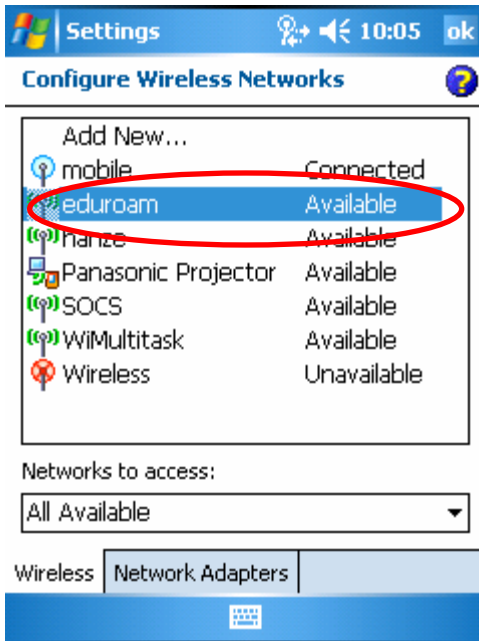 Settings 10:05 ok
Configure Wireless Networks
Add New...
mobile Connected
eduroam Available
hanze Available
Panasonic Projector Available
SOCS Available
WiMultitask Available
Wireless Unavailable
Networks to access:
All Available
Wireless Network Adapters